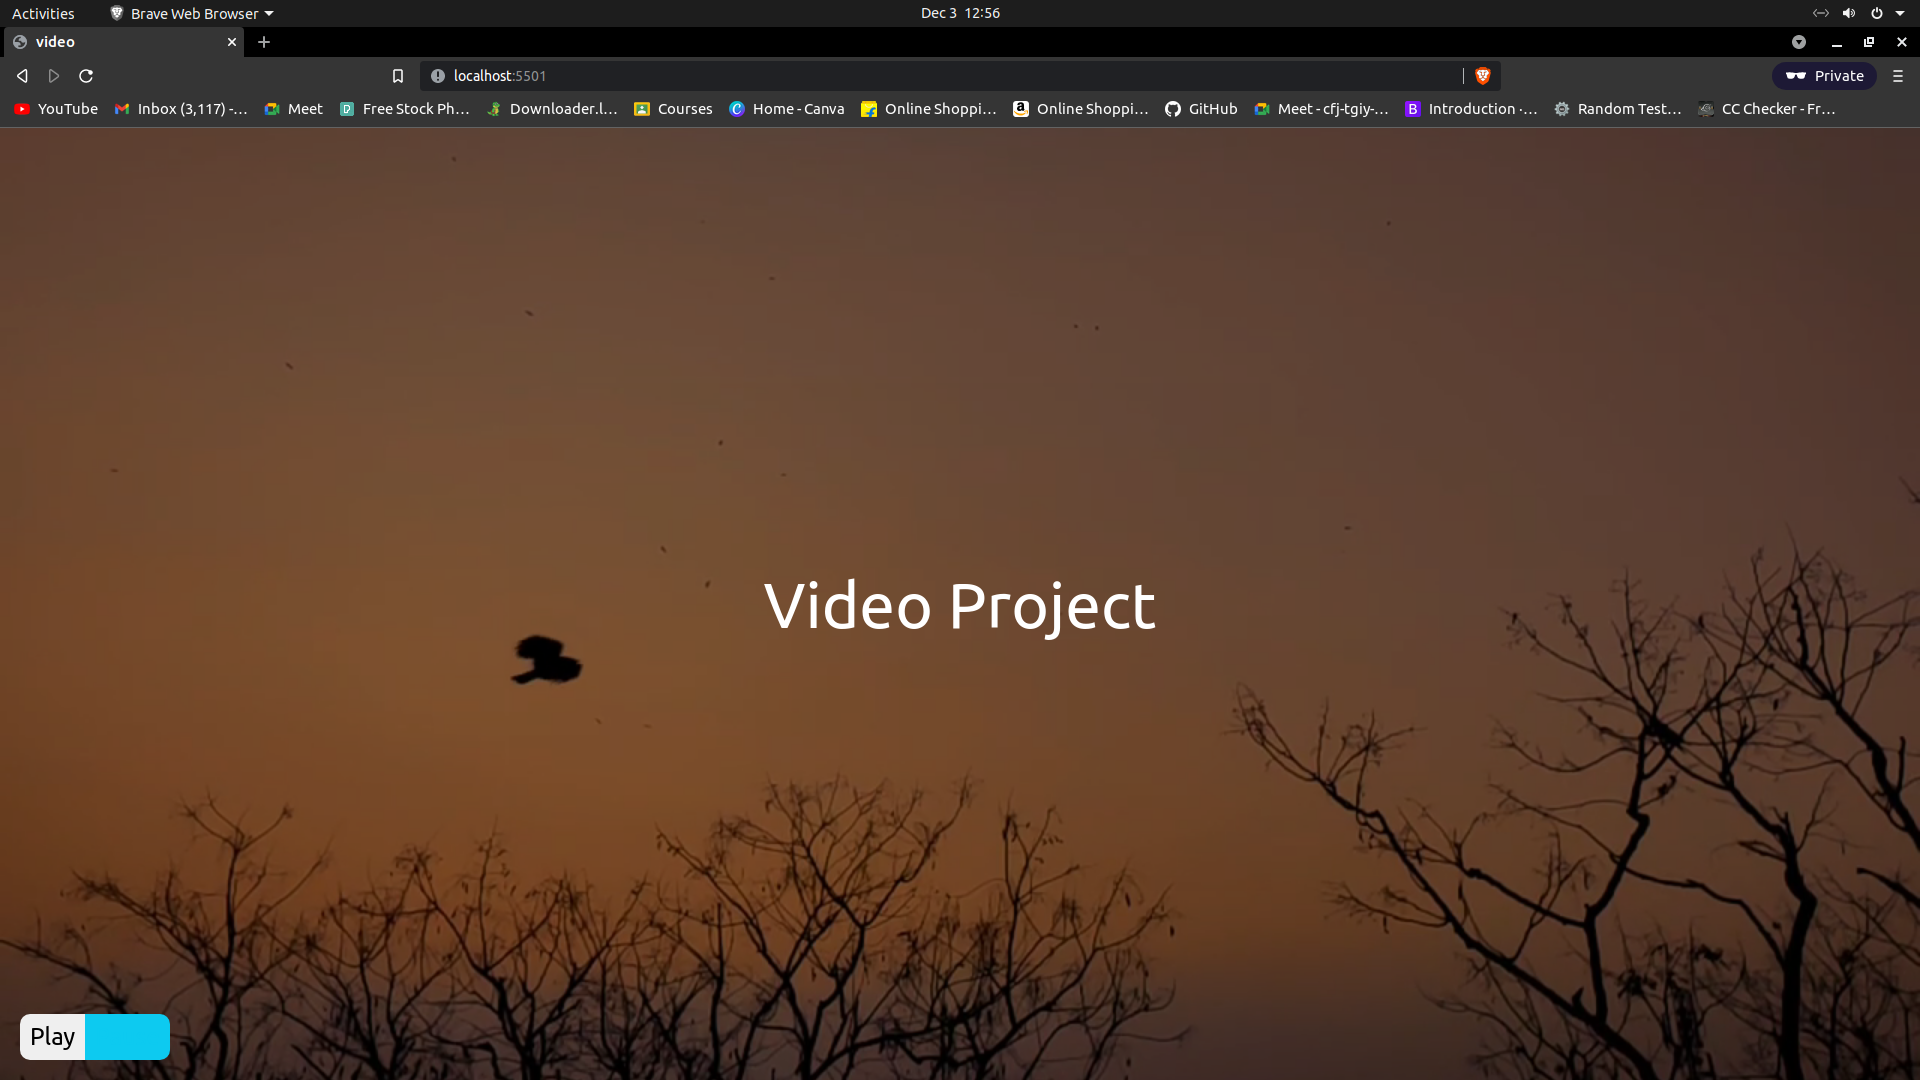 Activities Brave Web Browser Dec 3 12:56
video
localhost:5501 Private
YouTube Inbox (3,117) -... Meet Free Stock Ph... Downloader.l... Courses Home - Canva Online Shoppi... Online Shoppi... GitHub Meet - cfj-tgiy-... Introduction ·... Random Test... CC Checker - Fr...
Video Project
Play